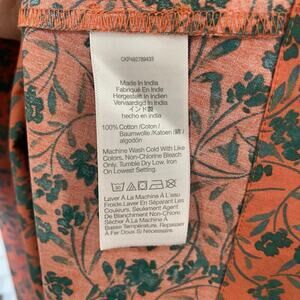 Made In India
Fabriqué En Inde
Hergestellt in Indien
Vervaardigd In India
インド製
hecho en india
100% Cotton /Coton /
Baumwolle /Katoen /綿 /
algodón
Machine Wash Cold With Like
Colors, Non-Chlorine Bleach
Only, Tumble Dry Low, Iron
On Lowest Setting.
Laver À La Machine À L'eau
Froide,Laver En Séparant Les
Couleurs, Seulement Agent
De Blanchiment Non Chloré
Sécher À La Machine À
Basse Température, Repasser
À Fer Doux Si Nécessaire